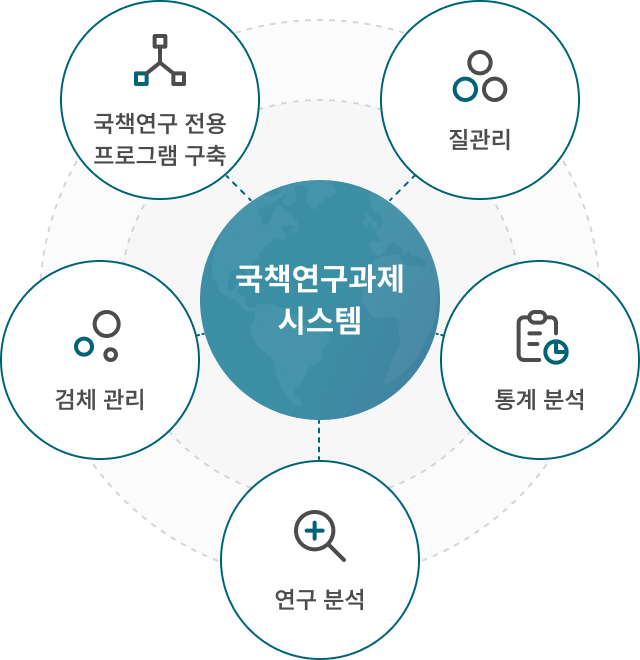 국책연구 전용
프로그램 구축
질관리
국책연구과제
시스템
검체 관리
통계 분석
연구 분석